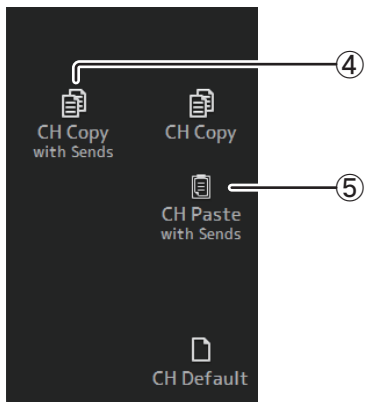 ④
CH Copy
with Sends
CH Copy
⑤
CH Paste
with Sends
CH Default